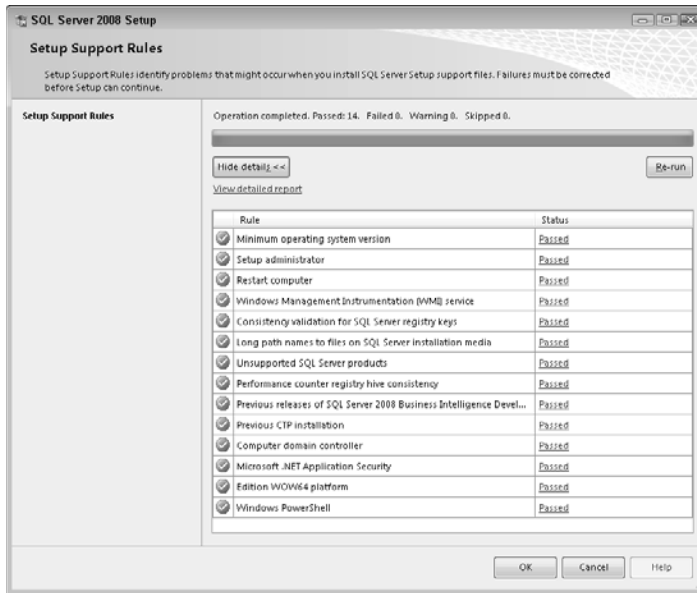 SQL Server 2008 Setup
Setup Support Rules
Setup Support Rules identify problems that might occur when you install SQL Server Setup support files. Failures must be corrected
before Setup can continue.
Setup Support Rules
Operation completed. Passed: 14. Failed 0. Warning 0. Skipped 0.
Hide details <<
Re-run
View detailed report
Rule Status
Minimum operating system version Passed
Setup administrator Passed
Restart computer Passed
Windows Management Instrumentation (WMI) service Passed
Consistency validation for SQL Server registry keys Passed
Long path names to files on SQL Server installation media Passed
Unsupported SQL Server products Passed
Performance counter registry hive consistency Passed
Previous releases of SQL Server 2008 Business Intelligence Devel... Passed
Previous CTP installation Passed
Computer domain controller Passed
Microsoft .NET Application Security Passed
Edition WOW64 platform Passed
Windows PowerShell Passed
OK Cancel Help